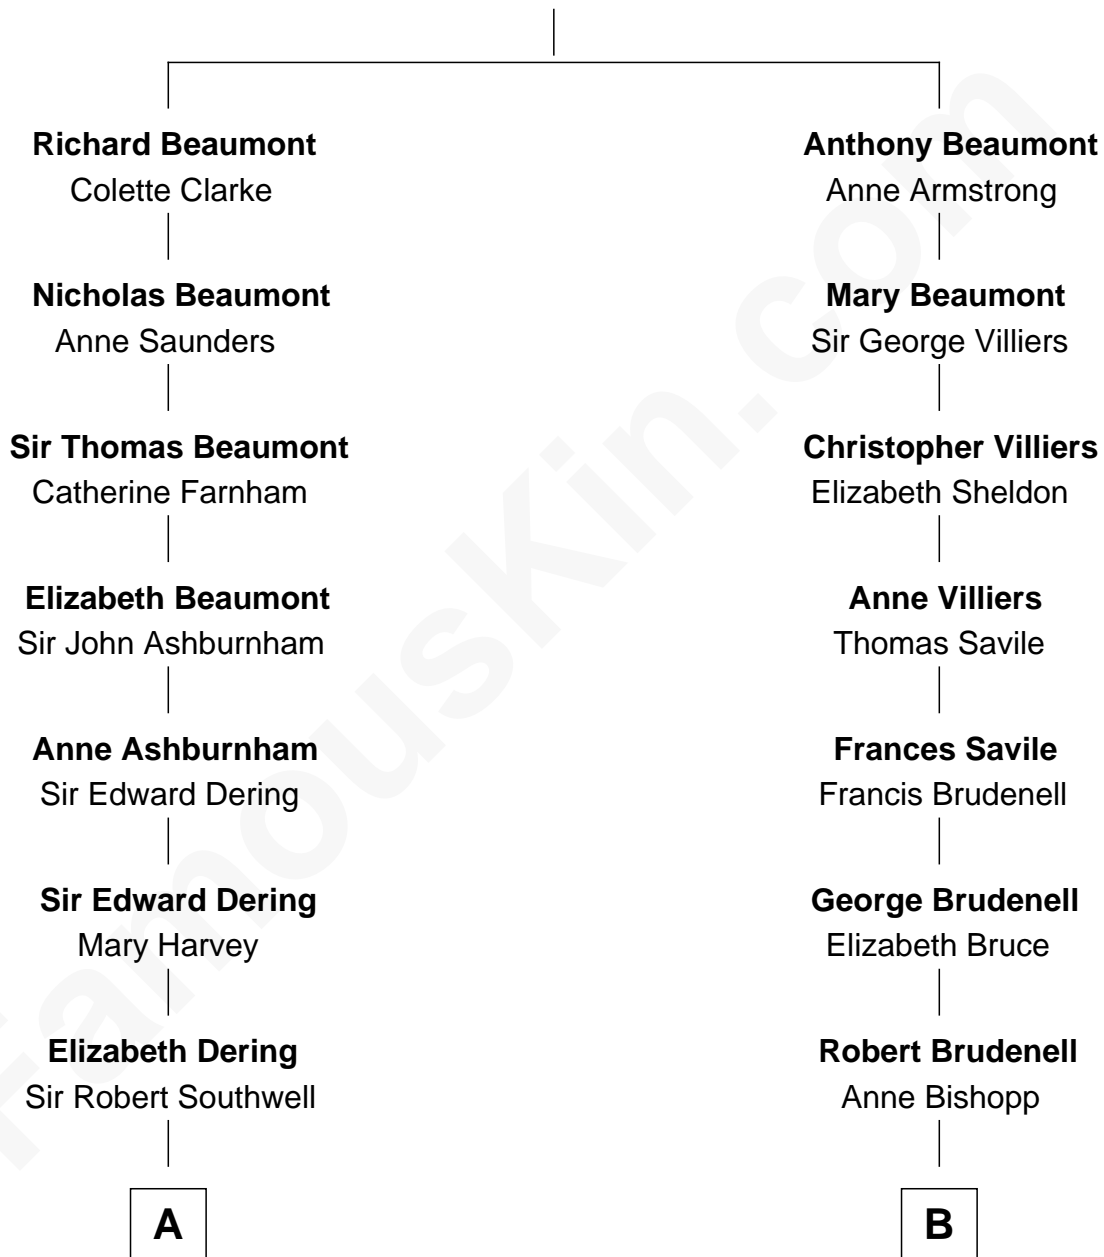 Richard Beaumont
Colette Clarke
Nicholas Beaumont
Anne Saunders
Sir Thomas Beaumont
Catherine Farnham
Elizabeth Beaumont
Sir John Ashburnham
Anne Ashburnham
Sir Edward Dering
Sir Edward Dering
Mary Harvey
Elizabeth Dering
Sir Robert Southwell
A
Anthony Beaumont
Anne Armstrong
Mary Beaumont
Sir George Villiers
Christopher Villiers
Elizabeth Sheldon
Anne Villiers
Thomas Savile
Frances Savile
Francis Brudenell
George Brudenell
Elizabeth Bruce
Robert Brudenell
Anne Bishopp
B
FamousKin.com